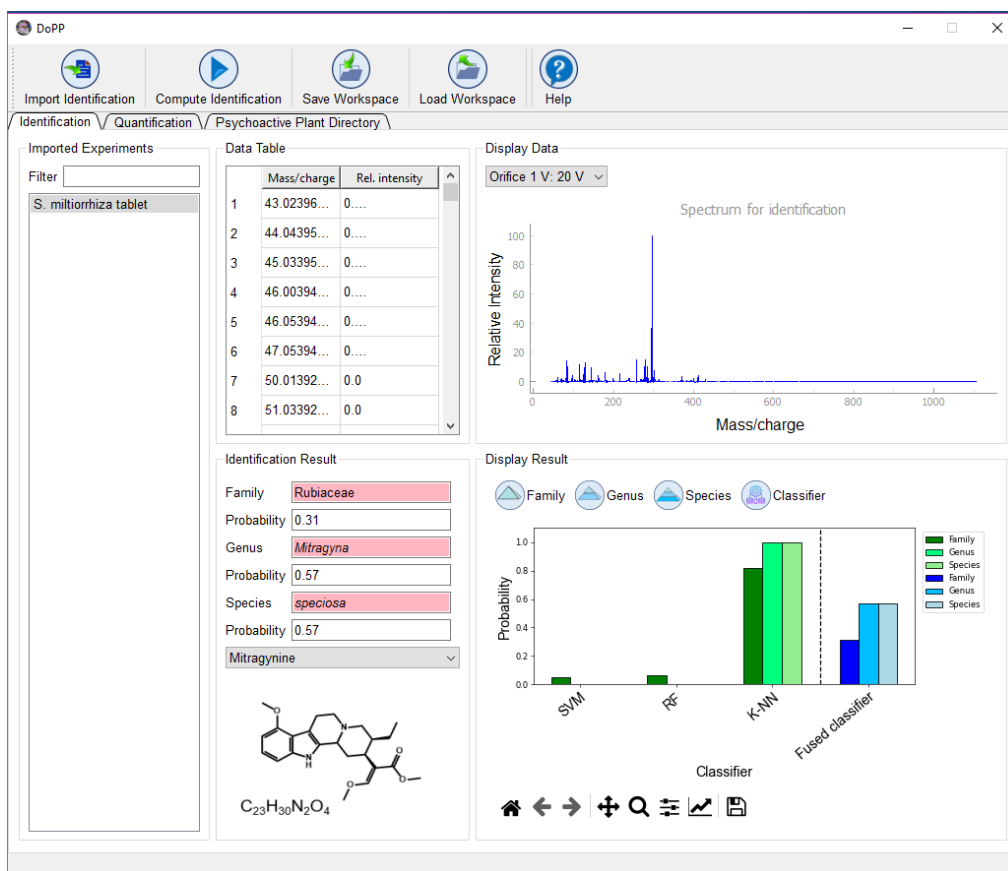 DoPP
Import Identification Compute Identification Save Workspace Load Workspace Help
Identification Quantification Psychoactive Plant Directory
Imported Experiments
Filter
S. miltiorrhiza tablet
Data Table
Mass/charge Rel. intensity
1 43.02396... 0....
2 44.04395... 0....
3 45.03395... 0....
4 46.00394... 0....
5 46.05394... 0....
6 47.05394... 0....
7 50.01392... 0.0
8 51.03392... 0.0
Display Data
Orifice 1 V: 20 V
Spectrum for identification
Relative Intensity
100
80
60
40
20
0
0 200 400 600 800 1000
Mass/charge
Identification Result
Family Rubiaceae
Probability 0.31
Genus Mitragyna
Probability 0.57
Species speciosa
Probability 0.57
Mitragynine
O
N
O
N
H
O
O
C23H30N2O4
Display Result
Family Genus Species Classifier
Probability
1.0
0.8
0.6
0.4
0.2
0.0
SVM RF K-NN Fused classifier
Classifier
Family
Genus
Species
Family
Genus
Species